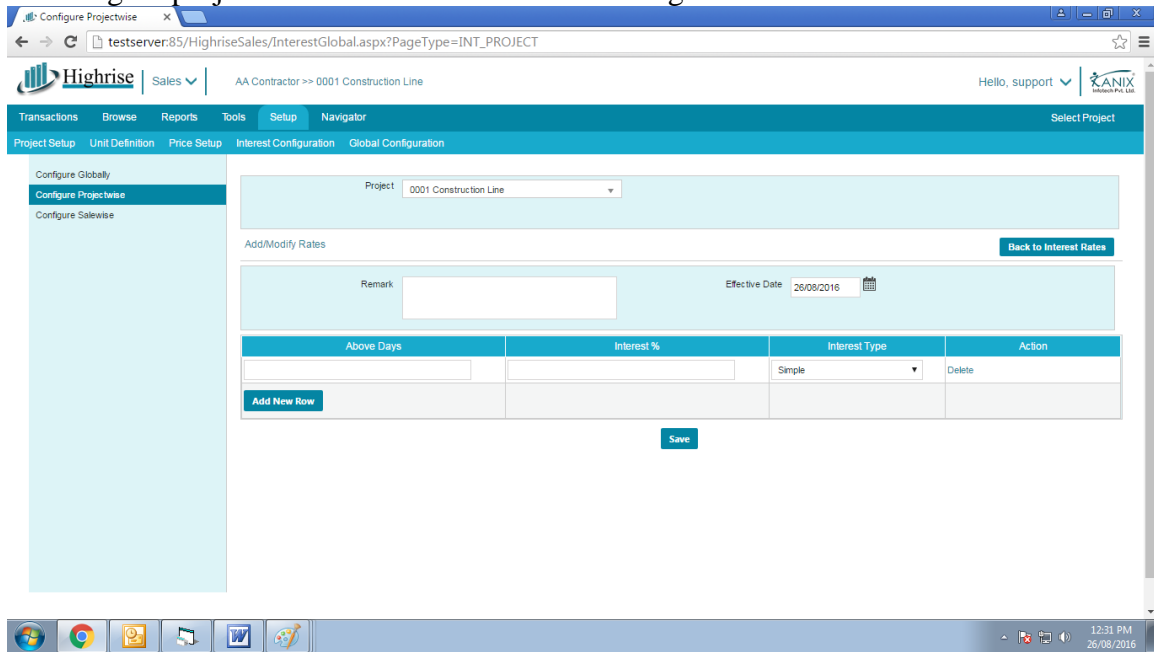 Configure Projectwise
testserver:85/HighriseSales/InterestGlobal.aspx?PageType=INT_PROJECT
Highrise Sales AA Contractor >> 0001 Construction Line Hello, support KANIX Infotech Pvt. Ltd.
Transactions Browse Reports Tools Setup Navigator Select Project
Project Setup Unit Definition Price Setup Interest Configuration Global Configuration
Configure Globally
Configure Projectwise
Configure Salewise
Project 0001 Construction Line
Add/Modify Rates Back to Interest Rates
Remark Effective Date 26/08/2016
Above Days Interest % Interest Type Action
Simple Delete
Add New Row
Save
12:31 PM
26/08/2016